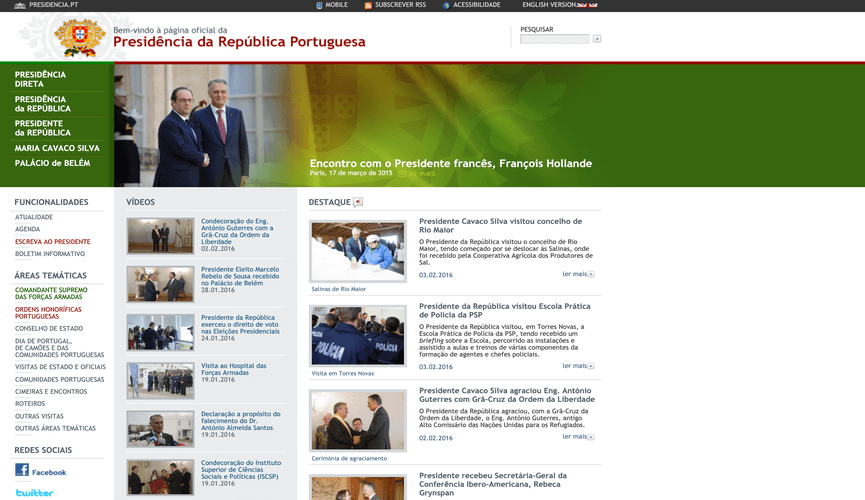 PRESIDENCIA.PT
MOBILE
SUBSCREVER RSS
ACESSIBILIDADE
ENGLISH VERSION
Bem-vindo à página oficial da
Presidência da República Portuguesa
PESQUISAR
PRESIDÊNCIA
DIRETA
PRESIDÊNCIA
da REPÚBLICA
PRESIDENTE
da REPÚBLICA
MARIA CAVACO SILVA
PALÁCIO de BELÉM
Encontro com o Presidente francês, François Hollande
Paris, 17 de março de 2015
ler mais
FUNCIONALIDADES
ATUALIDADE
AGENDA
ESCREVA AO PRESIDENTE
BOLETIM INFORMATIVO
ÁREAS TEMÁTICAS
COMANDANTE SUPREMO
DAS FORÇAS ARMADAS
ORDENS HONORÍFICAS
PORTUGUESAS
CONSELHO DE ESTADO
DIA DE PORTUGAL,
DE CAMÕES E DAS
COMUNIDADES PORTUGUESAS
VISITAS DE ESTADO E OFICIAIS
COMUNIDADES PORTUGUESAS
CIMEIRAS E ENCONTROS
ROTEIROS
OUTRAS VISITAS
OUTRAS ÁREAS TEMÁTICAS
REDES SOCIAIS
Facebook
twitter
VÍDEOS
Condecoração do Eng.
António Guterres com a
Grã-Cruz da Ordem da
Liberdade
02.02.2016
Presidente Eleito Marcelo
Rebelo de Sousa recebido
no Palácio de Belém
28.01.2016
Presidente da República
exerceu o direito de voto
nas Eleições Presidenciais
24.01.2016
Visita ao Hospital das
Forças Armadas
19.01.2016
Declaração a propósito do
falecimento do Dr.
António Almeida Santos
19.01.2016
Condecoração do Instituto
Superior de Ciências
Sociais e Políticas (ISCSP)
19.01.2016
DESTAQUE
Presidente Cavaco Silva visitou concelho de
Rio Maior
O Presidente da República visitou o concelho de Rio
Maior, tendo começado por se deslocar às Salinas, onde
foi recebido pela Cooperativa Agrícola dos Produtores de
Sal.
03.02.2016
ler mais
Salinas de Rio Maior
Presidente da República visitou Escola Prática
de Polícia da PSP
O Presidente da República visitou, em Torres Novas, a
Escola Prática de Polícia da PSP, tendo recebido um
briefing sobre a Escola, percorrido as instalações e
assistido a aulas e treinos de várias componentes da
formação de agentes e chefes policiais.
03.02.2016
ler mais
POLÍCIA
POLÍCIA
Visita em Torres Novas
Presidente Cavaco Silva agraciou Eng. António
Guterres com Grã-Cruz da Ordem da Liberdade
O Presidente da República agraciou, com a Grã-Cruz da
Ordem da Liberdade, o Eng. António Guterres, antigo
Alto Comissário das Nações Unidas para os Refugiados.
02.02.2016
ler mais
Cerimónia de agraciamento
Presidente recebeu Secretária-Geral da
Conferência Ibero-Americana, Rebeca
Grynspan